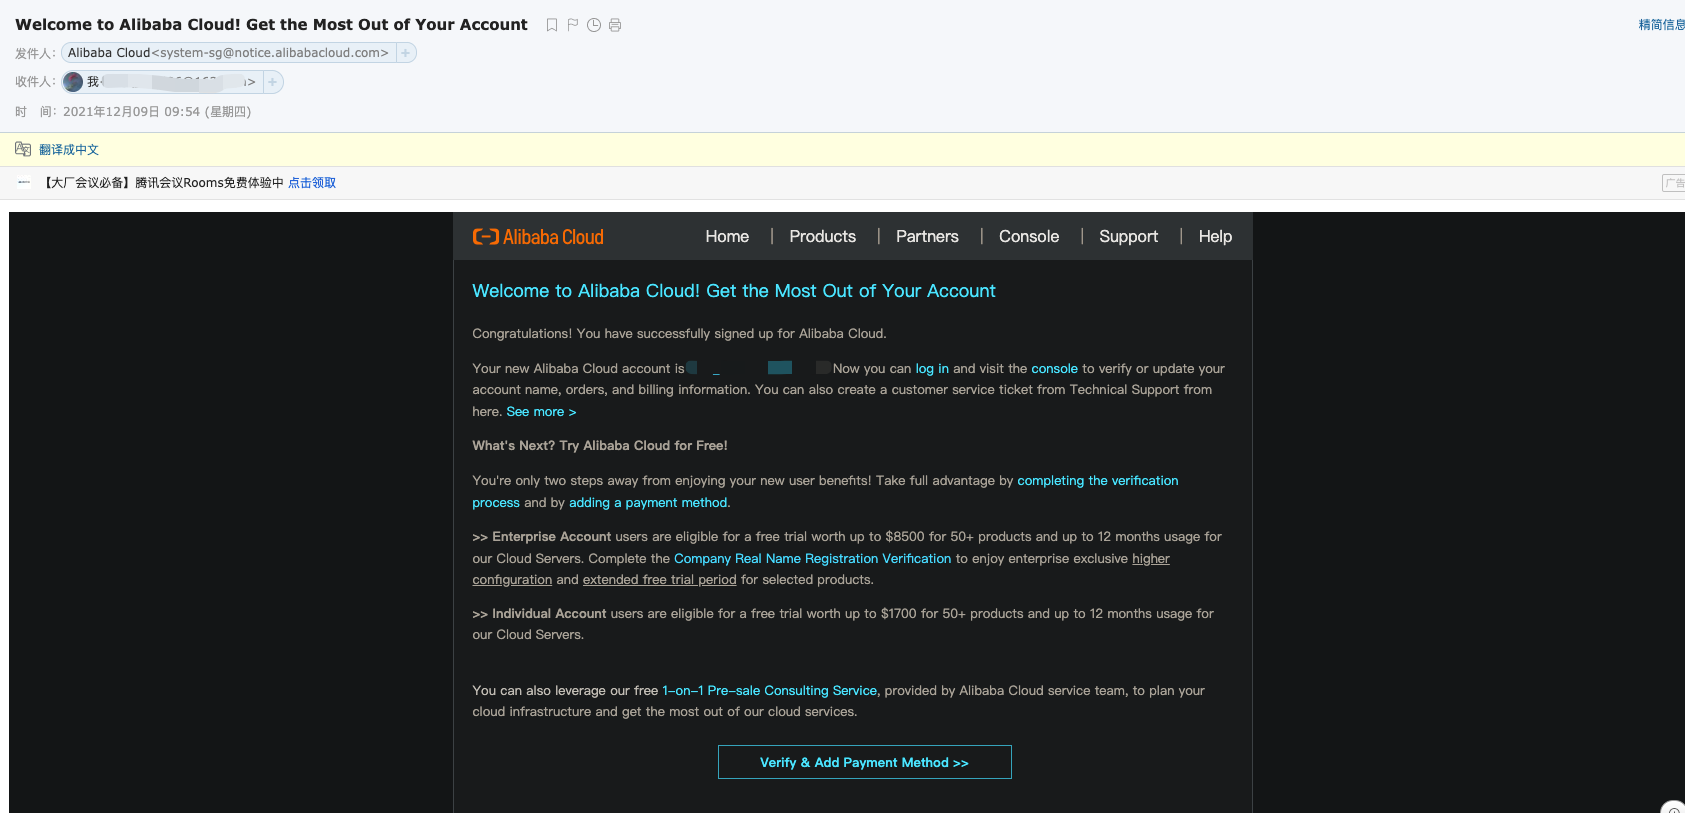 Welcome to Alibaba Cloud! Get the Most Out of Your Account
精简信息
发件人： Alibaba Cloud<system-sg@notice.alibabacloud.com> +
收件人： 我 > +
时 间： 2021年12月09日 09:54 (星期四)
翻译成中文
【大厂会议必备】腾讯会议Rooms免费体验中 点击领取
广告
Alibaba Cloud
Home | Products | Partners | Console | Support | Help
Welcome to Alibaba Cloud! Get the Most Out of Your Account
Congratulations! You have successfully signed up for Alibaba Cloud.
Your new Alibaba Cloud account is Now you can log in and visit the console to verify or update your
account name, orders, and billing information. You can also create a customer service ticket from Technical Support from
here. See more >
What's Next? Try Alibaba Cloud for Free!
You're only two steps away from enjoying your new user benefits! Take full advantage by completing the verification
process and by adding a payment method.
>> Enterprise Account users are eligible for a free trial worth up to $8500 for 50+ products and up to 12 months usage for
our Cloud Servers. Complete the Company Real Name Registration Verification to enjoy enterprise exclusive higher
configuration and extended free trial period for selected products.
>> Individual Account users are eligible for a free trial worth up to $1700 for 50+ products and up to 12 months usage for
our Cloud Servers.
You can also leverage our free 1-on-1 Pre-sale Consulting Service, provided by Alibaba Cloud service team, to plan your
cloud infrastructure and get the most out of our cloud services.
Verify & Add Payment Method >>